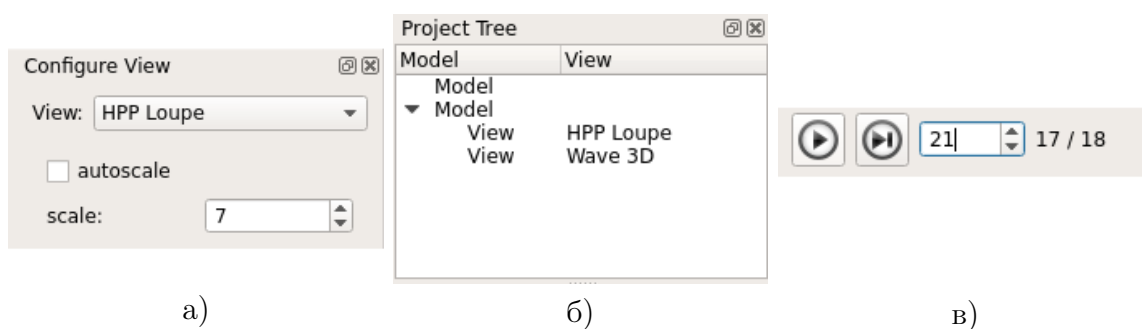 Configure View
View: HPP Loupe
autoscale
scale: 7
а)
Project Tree
Model View
Model
Model
View HPP Loupe
View Wave 3D
б)
21 17 / 18
в)